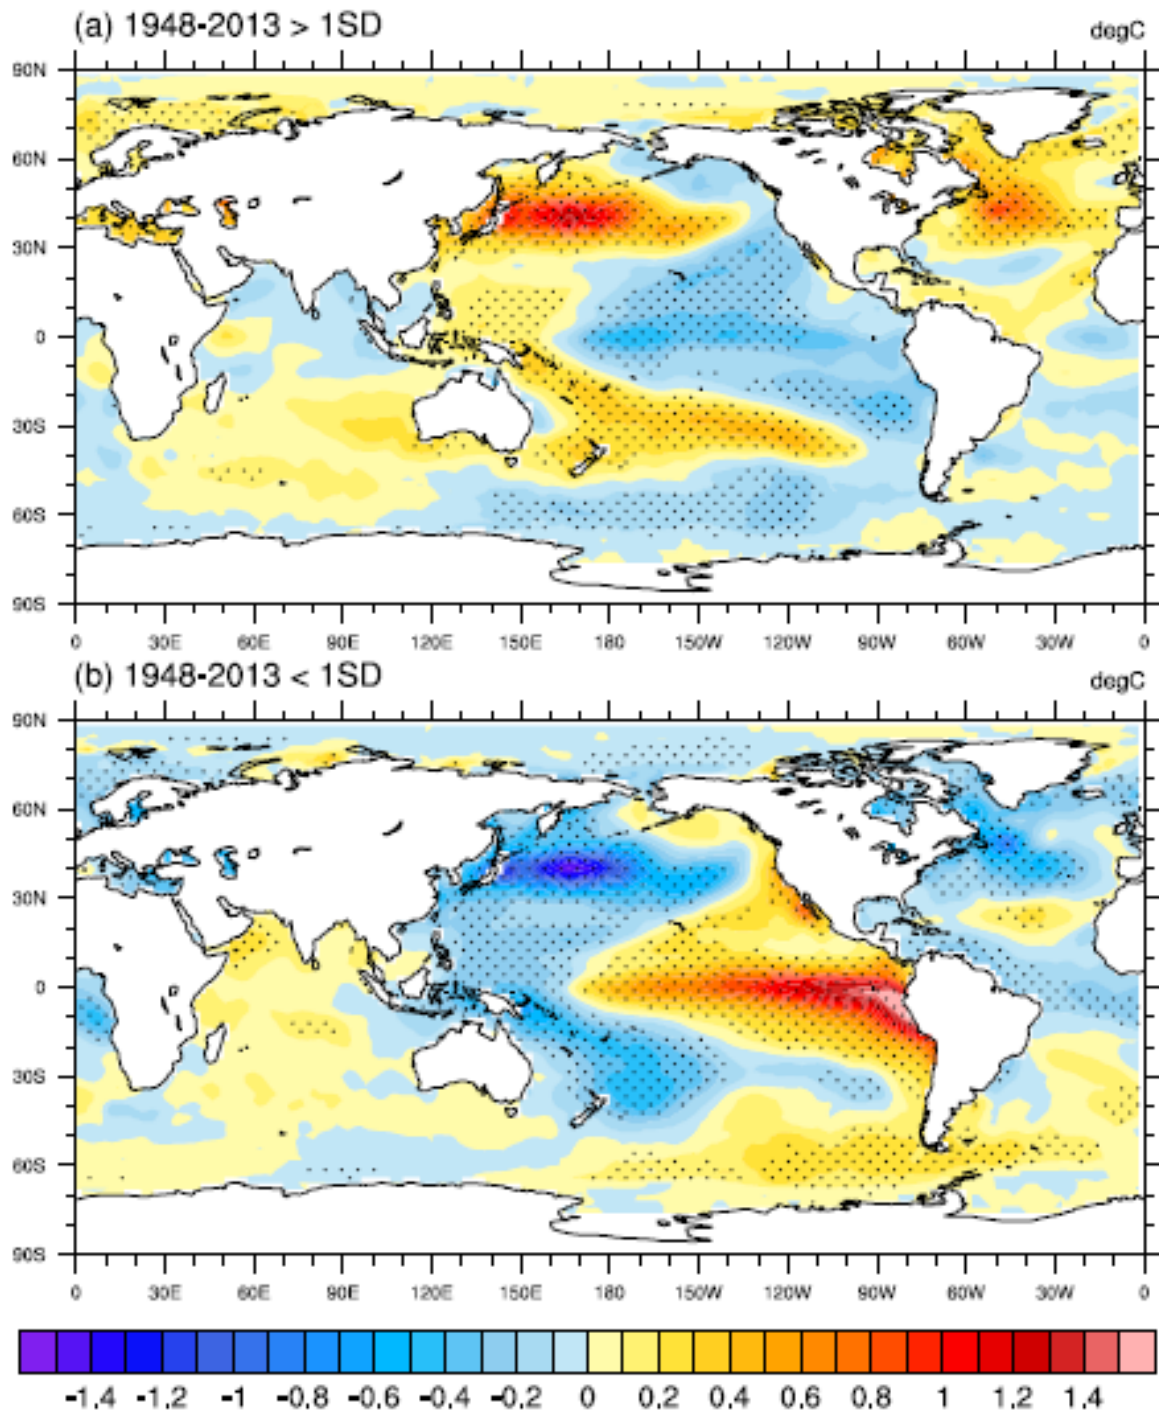 (a) 1948-2013 > 1SD
degC
90N
60N
30N
0
30S
60S
90S
0 30E 60E 90E 120E 150E 180 150W 120W 90W 60W 30W 0
(b) 1948-2013 < 1SD
degC
90N
60N
30N
0
30S
60S
90S
0 30E 60E 90E 120E 150E 180 150W 120W 90W 60W 30W 0
-1.4 -1.2 -1 -0.8 -0.6 -0.4 -0.2 0 0.2 0.4 0.6 0.8 1 1.2 1.4